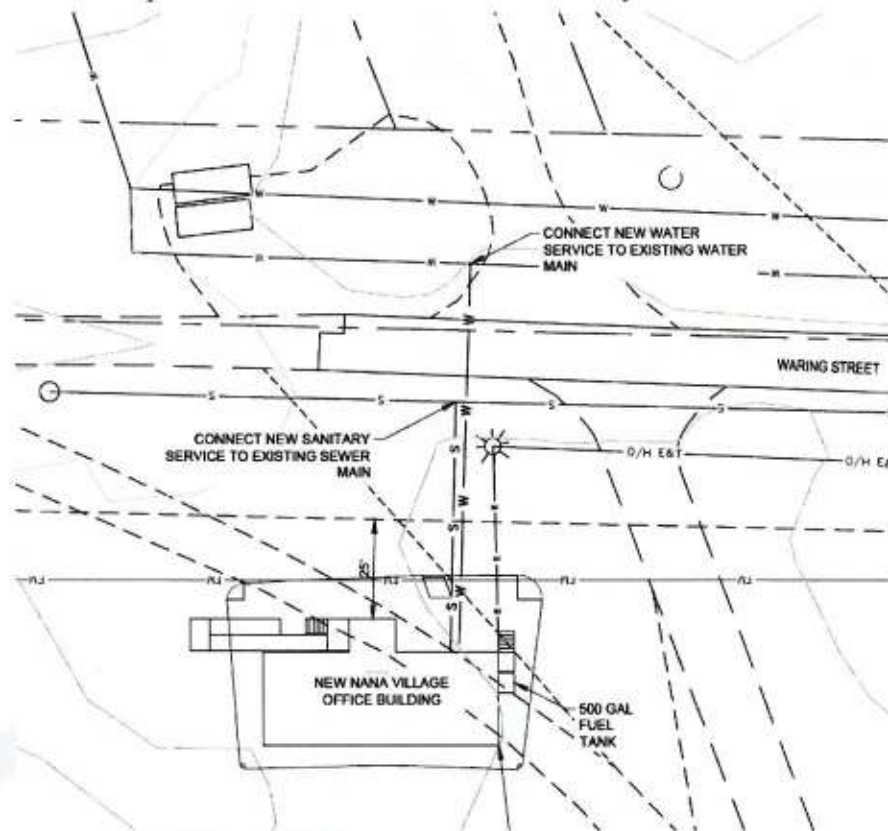 W
W
W
W
W
CONNECT NEW WATER
SERVICE TO EXISTING WATER
MAIN
W
W
W
W
WARING STREET
S
S
S
S
W
CONNECT NEW SANITARY
SERVICE TO EXISTING SEWER
MAIN
S
O/H E&T
O/H E&
W
S
E
25'
S
W
E
NEW NANA VILLAGE
OFFICE BUILDING
500 GAL
FUEL
TANK